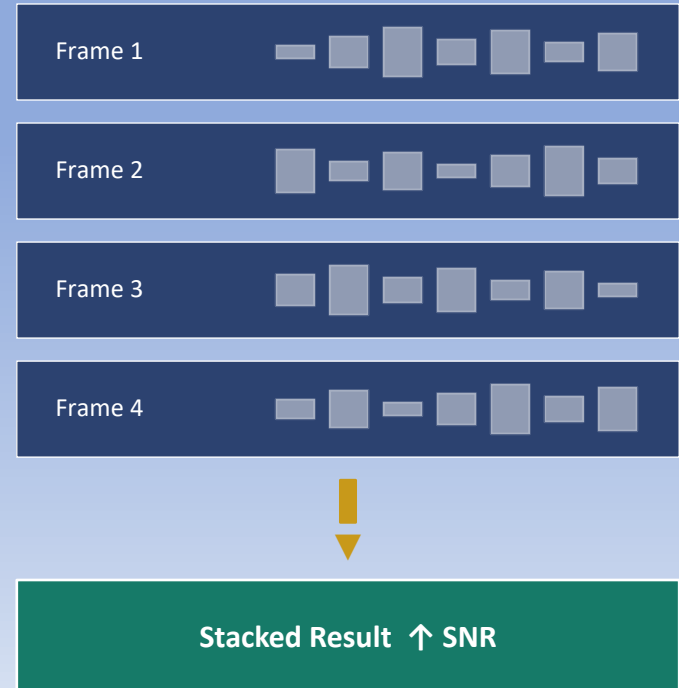 Frame 1
Frame 2
Frame 3
Frame 4
Stacked Result ↑ SNR